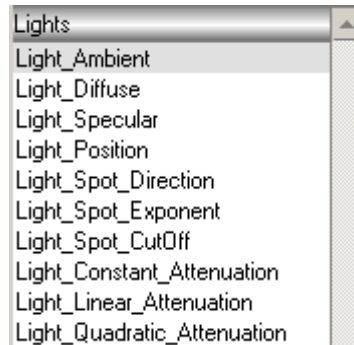 Lights
Light_Ambient
Light_Diffuse
Light_Specular
Light_Position
Light_Spot_Direction
Light_Spot_Exponent
Light_Spot_CutOff
Light_Constant_Attenuation
Light_Linear_Attenuation
Light_Quadratic_Attenuation